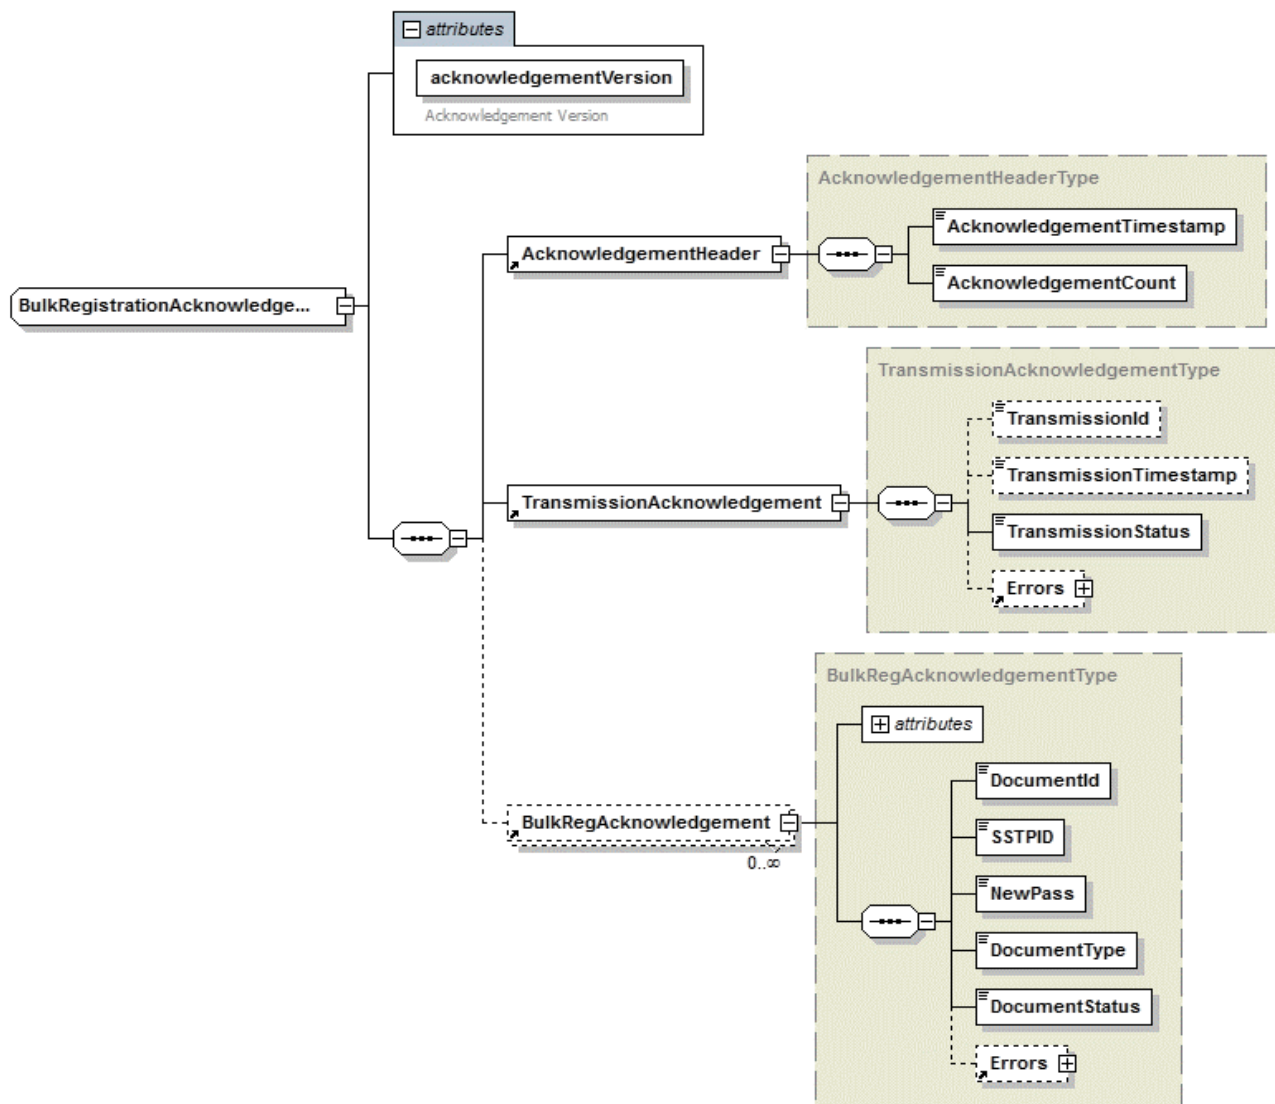 attributes
acknowledgementVersion
Acknowledgement Version
AcknowledgementHeaderType
AcknowledgementTimestamp
AcknowledgementHeader
AcknowledgementCount
BulkRegistrationAcknowledge...
TransmissionAcknowledgementType
TransmissionId
TransmissionTimestamp
TransmissionAcknowledgement
TransmissionStatus
Errors
BulkRegAcknowledgementType
attributes
DocumentId
BulkRegAcknowledgement
0..∞
SSTPID
NewPass
DocumentType
DocumentStatus
Errors